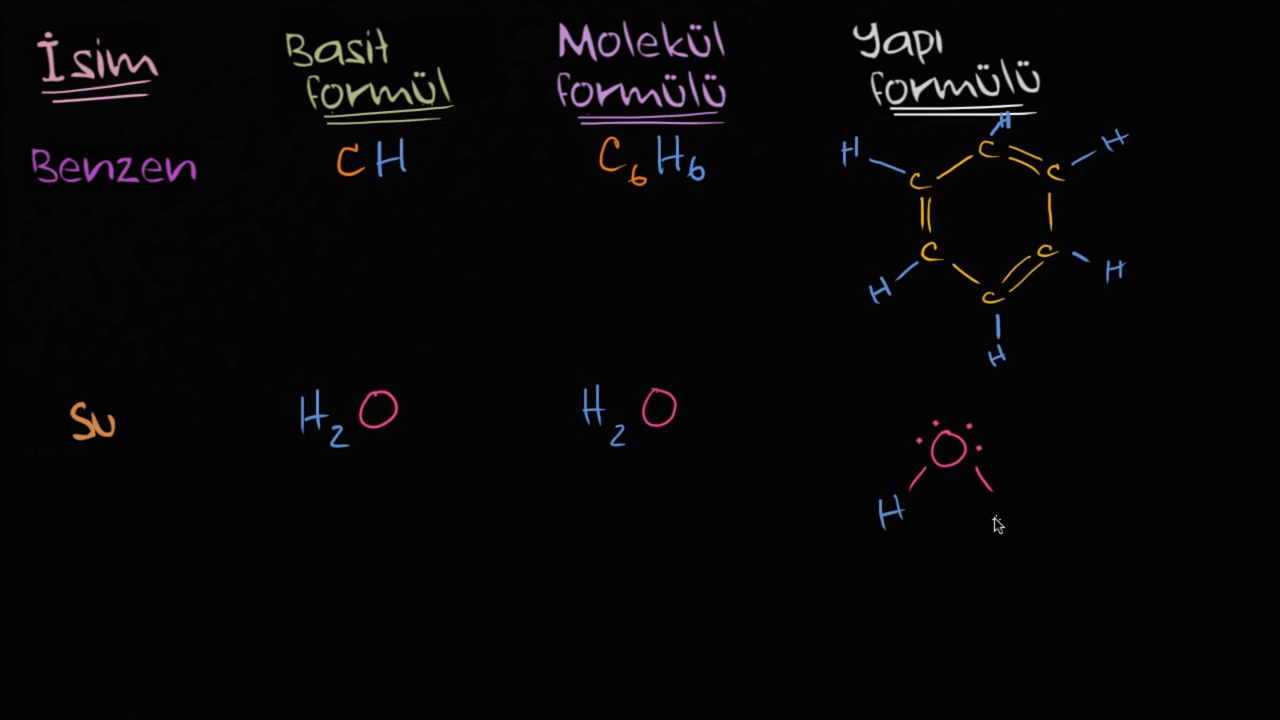 İsim Basit formül Molekül formülü Yapı formülü
Benzen CH C₆H₆
H H H
C C C
C C
H C H
H
Su H₂O H₂O
O
H